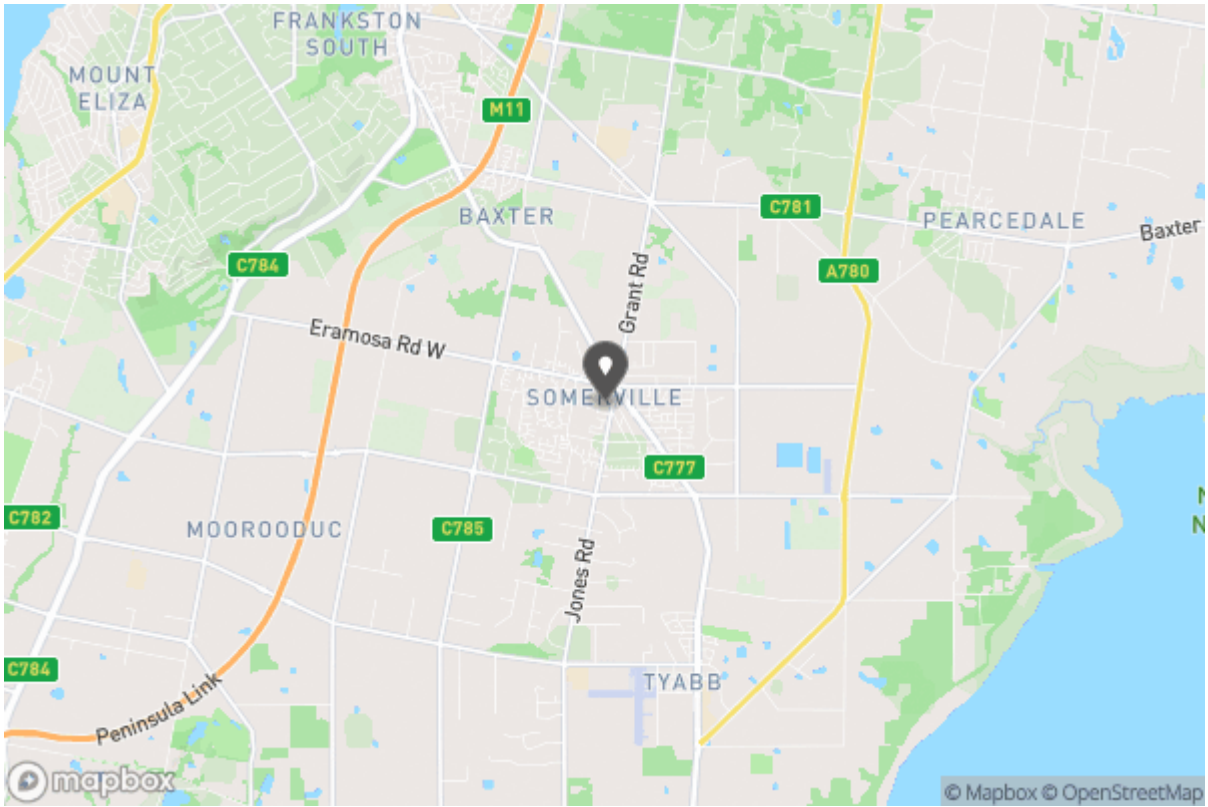 FRANKSTON
SOUTH
MOUNT
ELIZA
M11
BAXTER
C781
PEARCEDALE
Baxter
C784
A780
Grant Rd
Eramosa Rd W
SOMERVILLE
C777
C782
MOOROODUC
C785
N
N
Jones Rd
C784
TYABB
Peninsula Link
mapbox
© Mapbox © OpenStreetMap